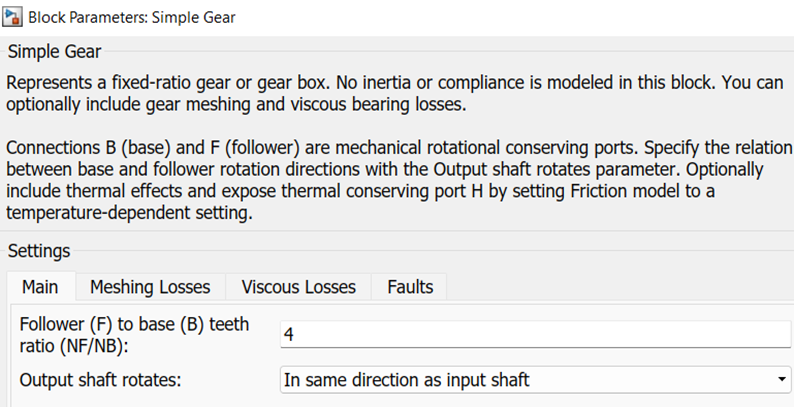 Block Parameters: Simple Gear
Simple Gear
Represents a fixed-ratio gear or gear box. No inertia or compliance is modeled in this block. You can
optionally include gear meshing and viscous bearing losses.
Connections B (base) and F (follower) are mechanical rotational conserving ports. Specify the relation
between base and follower rotation directions with the Output shaft rotates parameter. Optionally
include thermal effects and expose thermal conserving port H by setting Friction model to a
temperature-dependent setting.
Settings
Main Meshing Losses Viscous Losses Faults
Follower (F) to base (B) teeth
ratio (NF/NB):
4
Output shaft rotates: In same direction as input shaft